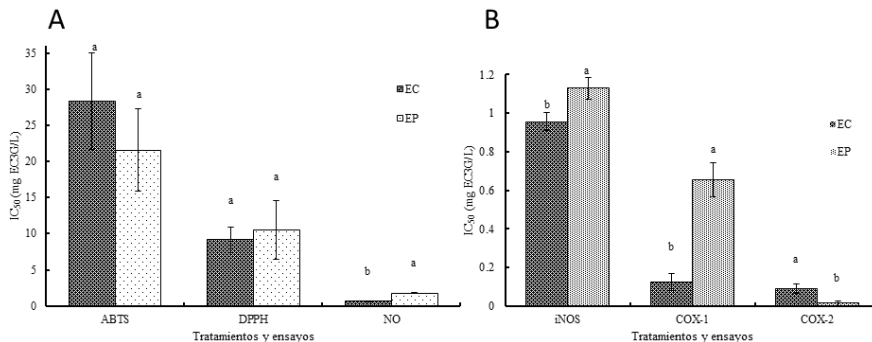 A
35
30
25
20
15
10
5
0
IC50 (mg EC3G/L)
a
a
a
a
b
a
EC
EP
ABTS DPPH NO
Tratamientos y ensayos
B
1.2
1
0.8
0.6
0.4
0.2
0
IC50 (mg EC3G/L)
b
a
b
a
a
b
EC
EP
iNOS COX-1 COX-2
Tratamientos y ensayos